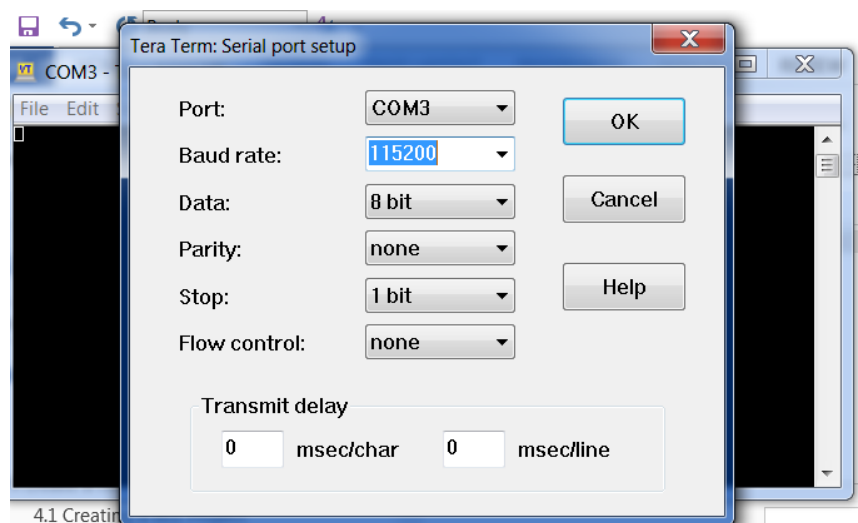 Tera Term: Serial port setup
COM3 -
File Edit
Port: COM3 OK
Baud rate: 115200
Data: 8 bit Cancel
Parity: none
Stop: 1 bit Help
Flow control: none
Transmit delay
0 msec/char 0 msec/line
4.1